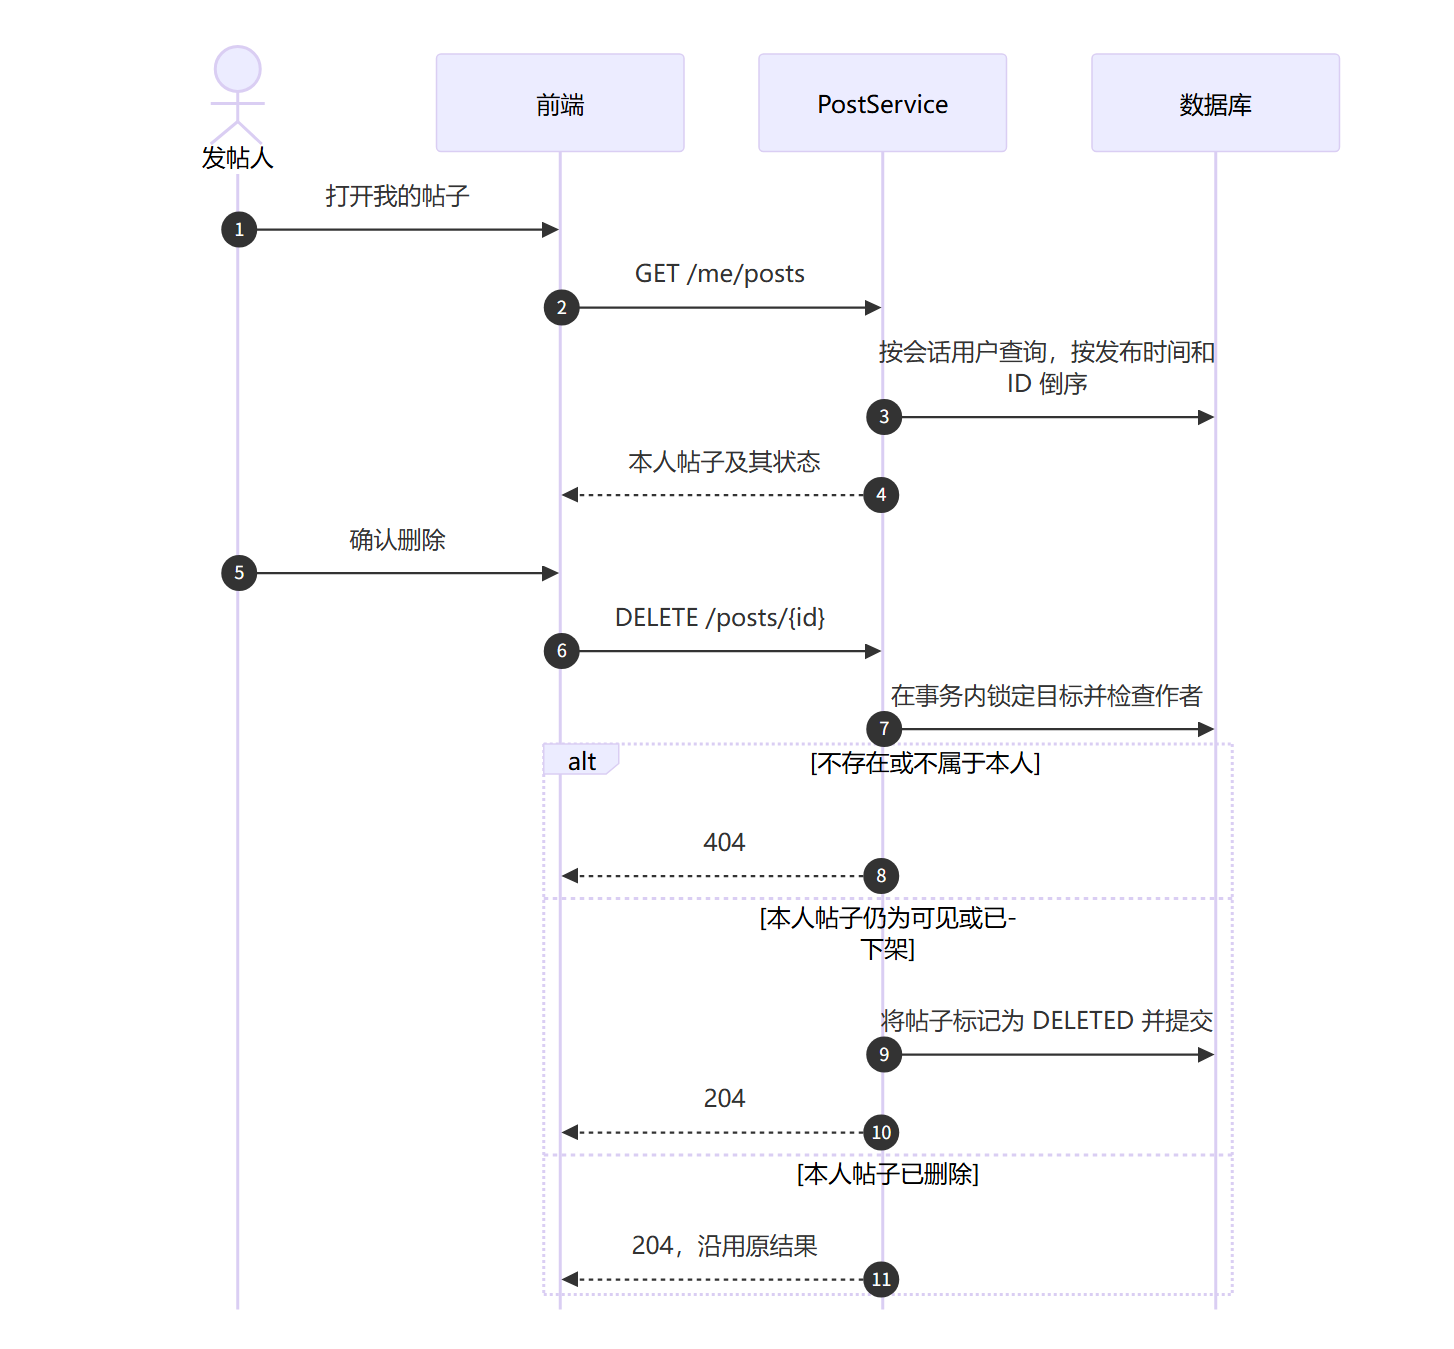 发帖人
前端
PostService
数据库
打开我的帖子
1
GET /me/posts
2
按会话用户查询，按发布时间和
ID 倒序
3
本人帖子及其状态
4
确认删除
5
DELETE /posts/{id}
6
在事务内锁定目标并检查作者
7
alt
[不存在或不属于本人]
404
8
[本人帖子仍为可见或已-
下架]
将帖子标记为 DELETED 并提交
9
204
10
[本人帖子已删除]
204，沿用原结果
11